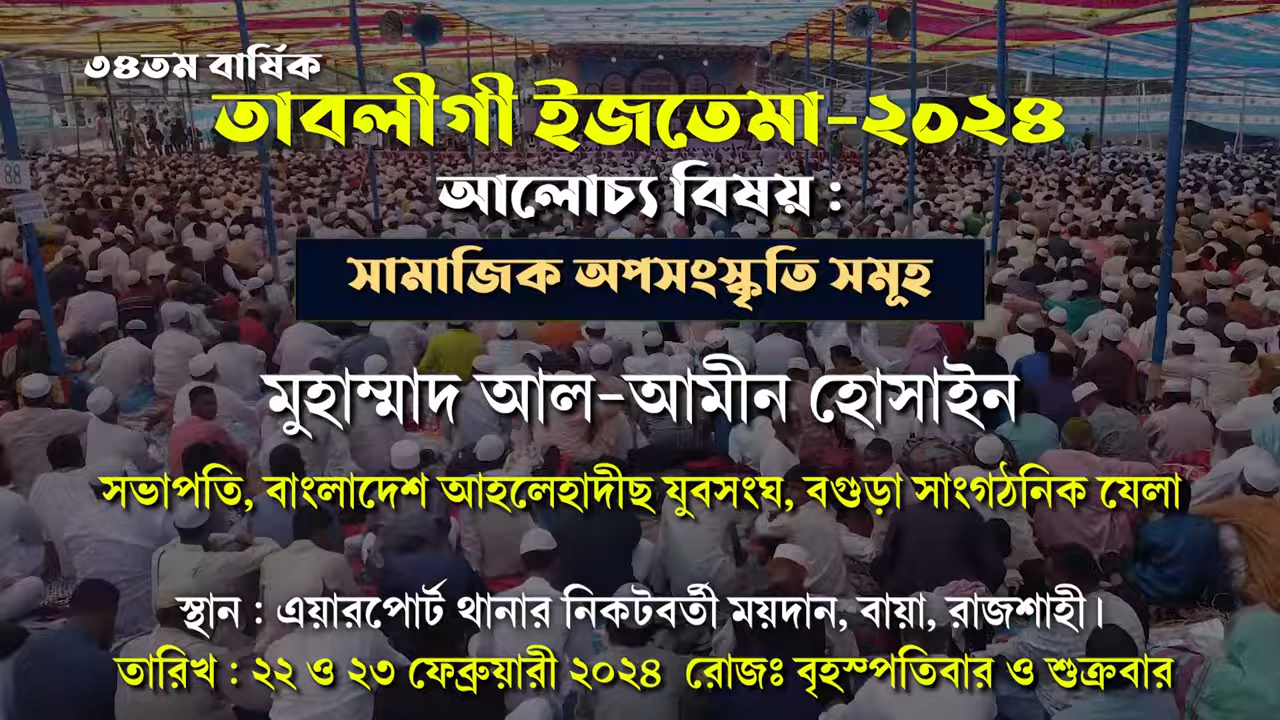 ৩৪তম বার্ষিক
তাবলীগী ইজতেমা-২০২৪
আলোচ্য বিষয় :
সামাজিক অপসংস্কৃতি সমূহ
মুহাম্মাদ আল-আমীন হোসাইন
সভাপতি, বাংলাদেশ আহলেহাদীছ যুবসংঘ, বগুড়া সাংগঠনিক যেলা
স্থান : এয়ারপোর্ট থানার নিকটবর্তী ময়দান, বায়া, রাজশাহী।
তারিখ : ২২ ও ২৩ ফেব্রুয়ারী ২০২৪ রোজঃ বৃহস্পতিবার ও শুক্রবার
88